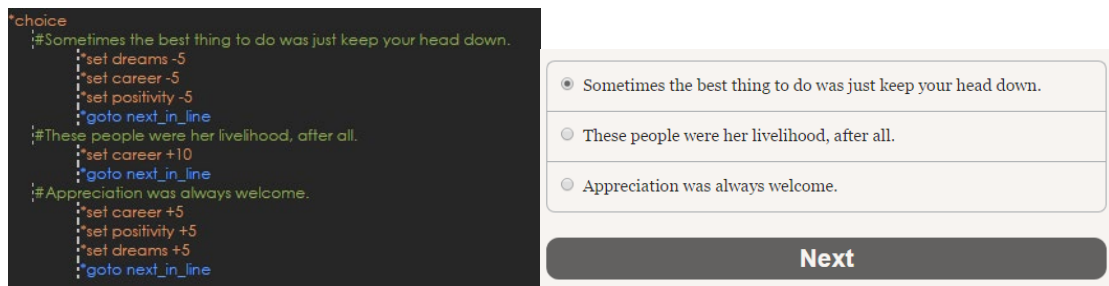 *choice
#Sometimes the best thing to do was just keep your head down.
*set dreams -5
*set career -5
*set positivity -5
*goto next_in_line
#These people were her livelihood, after all.
*set career +10
*goto next_in_line
#Appreciation was always welcome.
*set career +5
*set positivity +5
*set dreams +5
*goto next_in_line
Sometimes the best thing to do was just keep your head down.
These people were her livelihood, after all.
Appreciation was always welcome.
Next